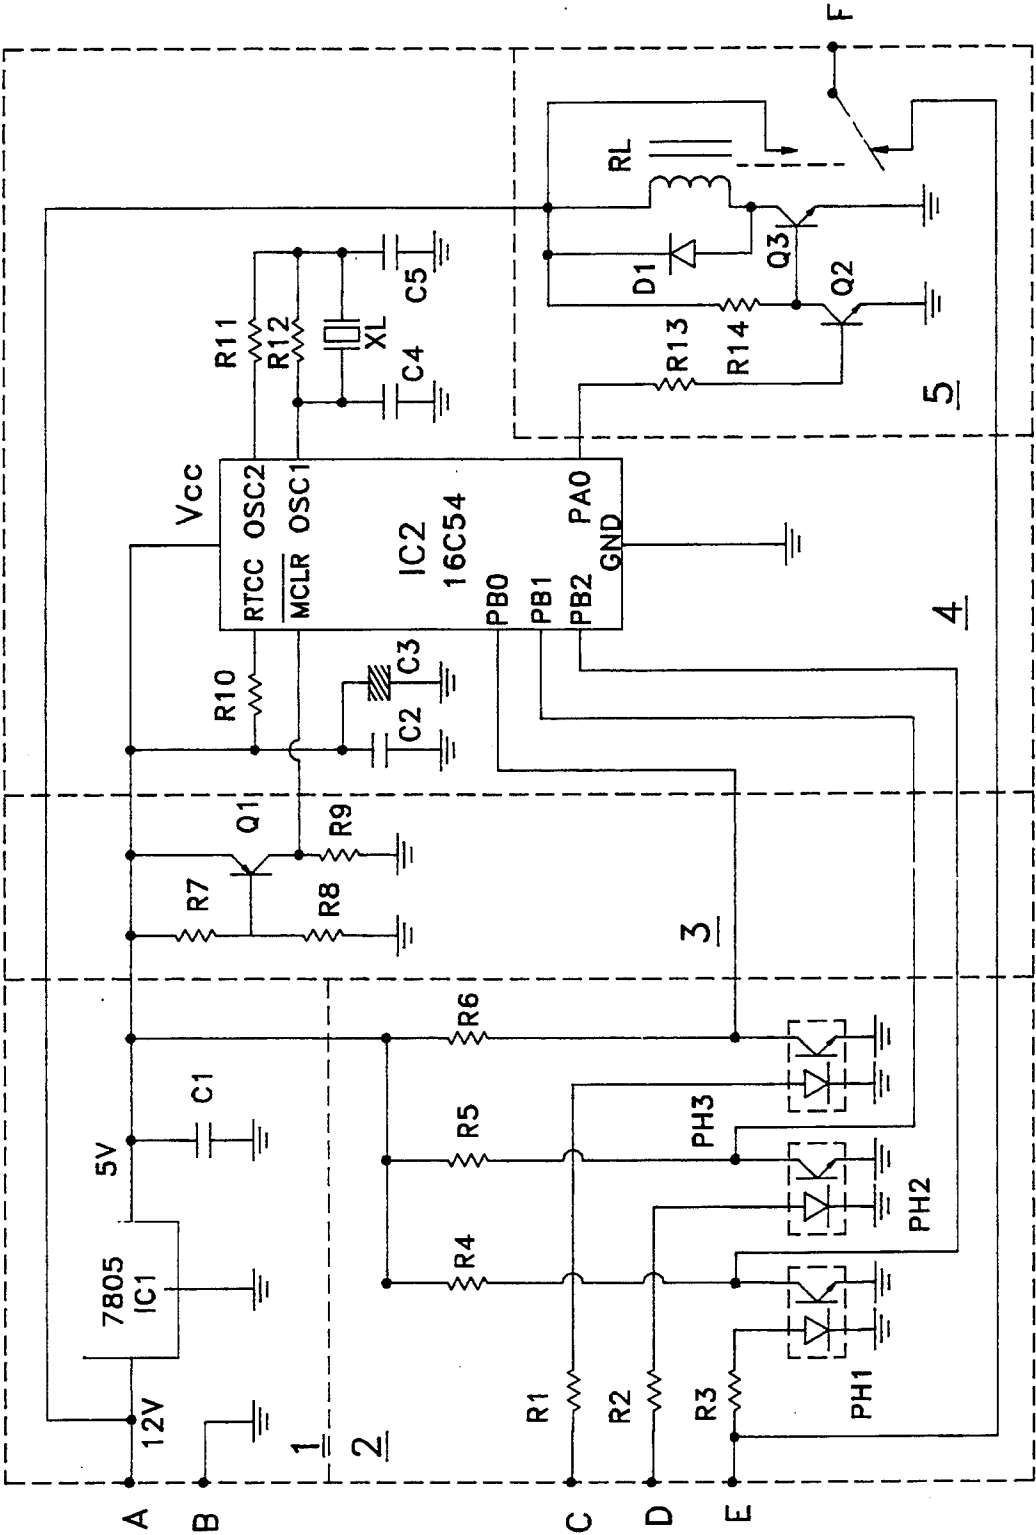 A
B
C
D
E
F
12V
7805
IC1
5V
C1
1
2
R1
R2
R3
R4
R5
R6
PH1
PH2
PH3
3
R7
R8
Q1
R9
R10
C2
C3
Vcc
RTCC OSC2
MCLR OSC1
IC2
16C54
PB0
PB1
PB2
PA0
GND
R11
R12
XL
C4
C5
4
R13
R14
D1
RL
Q3
Q2
5